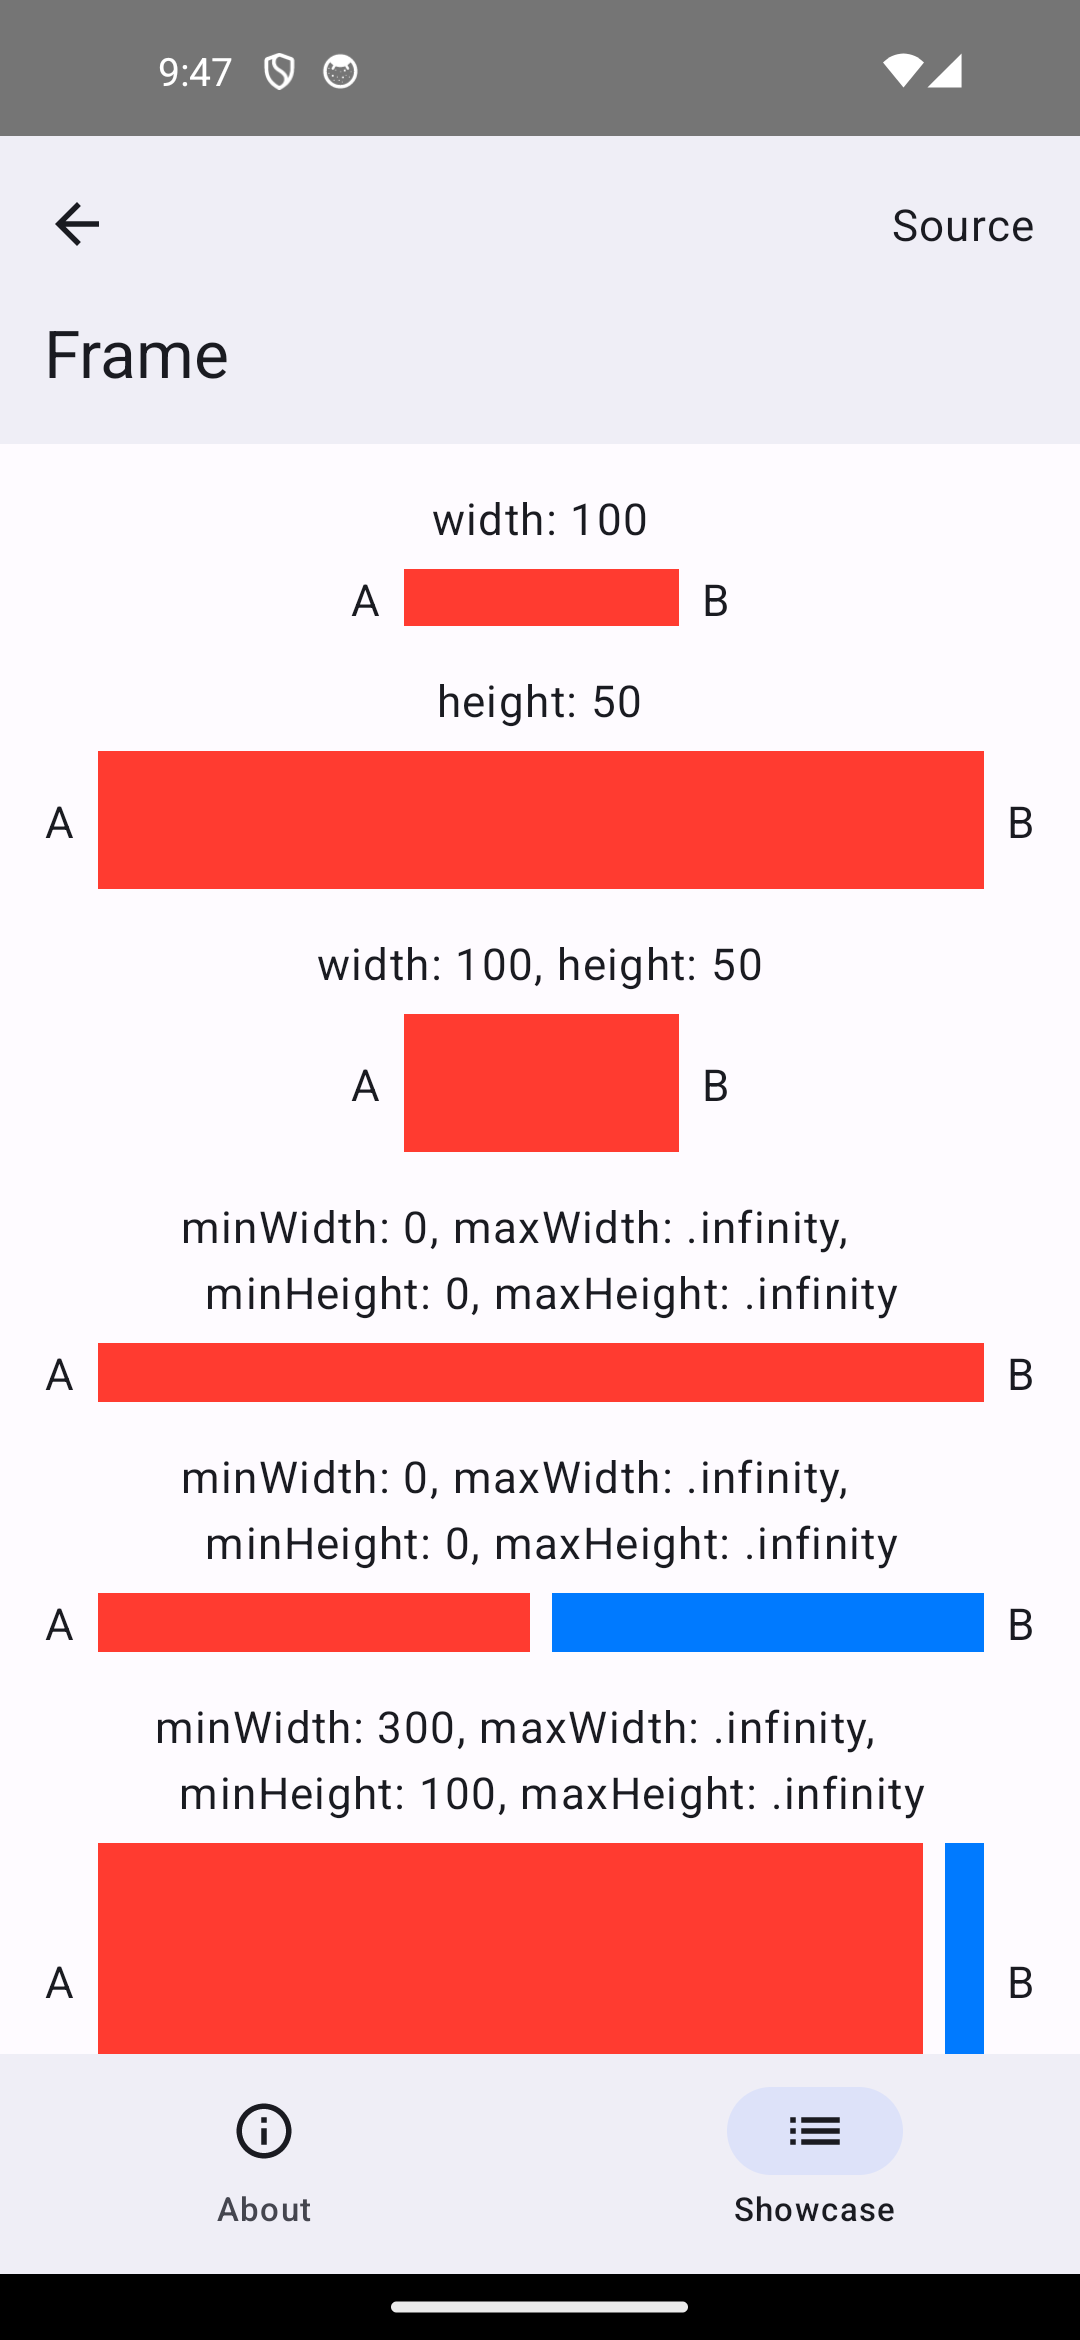 9:47
Source
Frame
width: 100
A B
height: 50
A B
width: 100, height: 50
A B
minWidth: 0, maxWidth: .infinity,
minHeight: 0, maxHeight: .infinity
A B
minWidth: 0, maxWidth: .infinity,
minHeight: 0, maxHeight: .infinity
A B
minWidth: 300, maxWidth: .infinity,
minHeight: 100, maxHeight: .infinity
A B
About Showcase